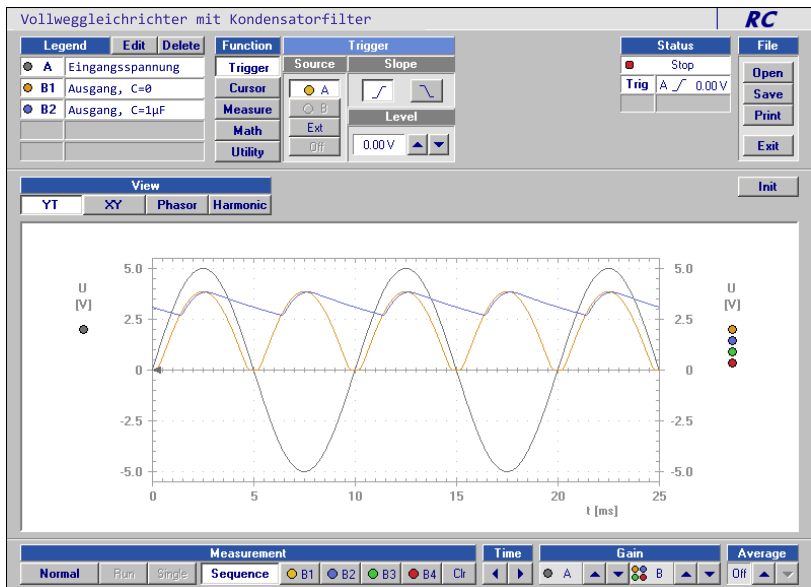 Vollweggleichrichter mit Kondensatorfilter RC
Legend Edit Delete Function Trigger Status File
A Eingangsspannung Trigger Source Slope Stop Open
B1 Ausgang, C=0 Cursor A Trig A 0.00 V Save
B2 Ausgang, C=1µF Measure B Level Print
Math Ext 0.00 V Exit
Utility Off
View Init
YT XY Phasor Harmonic
5.0 5.0
U [V] U [V]
2.5 2.5
0 0
-2.5 -2.5
-5.0 -5.0
0 5 10 15 20 25
t [ms]
Measurement Time Gain Average
Normal Run Single Sequence B1 B2 B3 B4 Clr A B Off